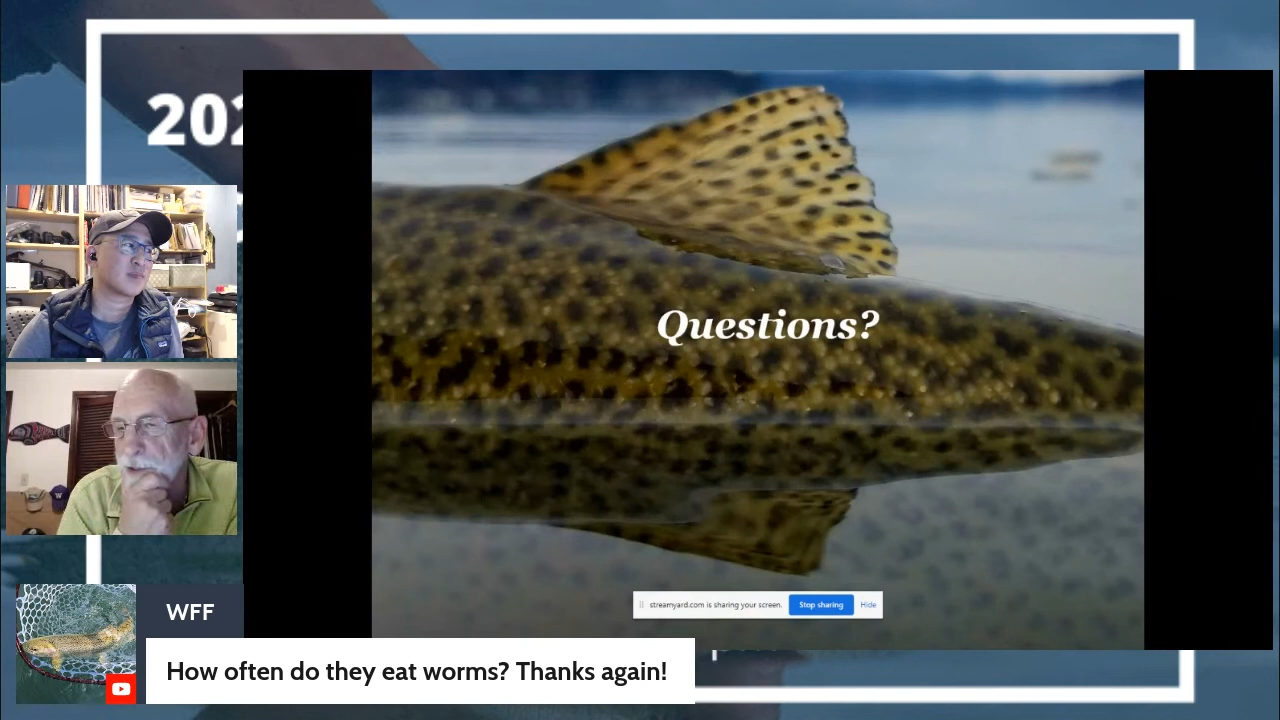 202
Questions?
streamyard.com is sharing your screen. Stop sharing Hide
WFF
How often do they eat worms? Thanks again!